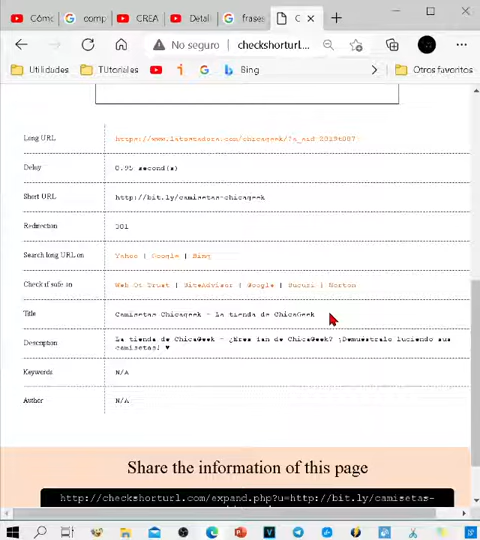 Cómo
comp
CREA
Detal
frases
C
No seguro
checkshorturl...
Utilidades
TUtoriales
Bing
Otros favoritos
Long URL
https://www.latostadora.com/chicageek/?a_aid=2019t007
Delay
0.95 second(s)
Short URL
http://bit.ly/camisetas-chicageek
Redirection
301
Search long URL on
Yahoo | Google | Bing
Check if safe on
Web Of Trust | SiteAdvisor | Google | Sucuri | Norton
Title
Camisetas Chicageek - La tienda de ChicaGeek
Description
La tienda de ChicaGeek - ¿Eres fan de ChicaGeek? ¡Demuéstralo luciendo sus
camisetas! ♥
Keywords
N/A
Author
N/A
Share the information of this page
http://checkshorturl.com/expand.php?u=http://bit.ly/camisetas-